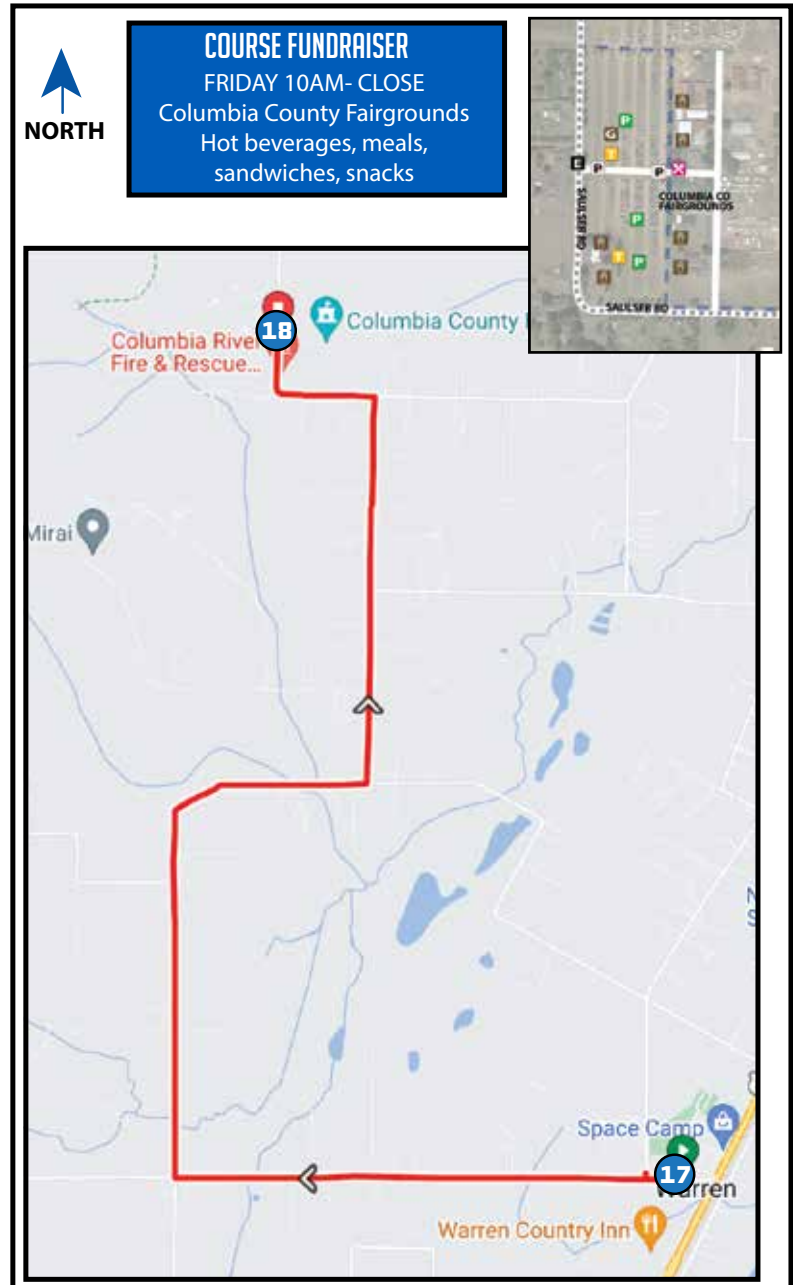 NORTH
COURSE FUNDRAISER
FRIDAY 10AM- CLOSE
Columbia County Fairgrounds
Hot beverages, meals,
sandwiches, snacks
P
G
T
E
P
P
COLUMBIA CO
FAIRGROUNDS
SAULSER RD
P
T
P
SAULSER RD
18
Columbia River
Fire & Rescue...
Columbia County
Mirai
N
S
Space Camp
17
Warren
Warren Country Inn